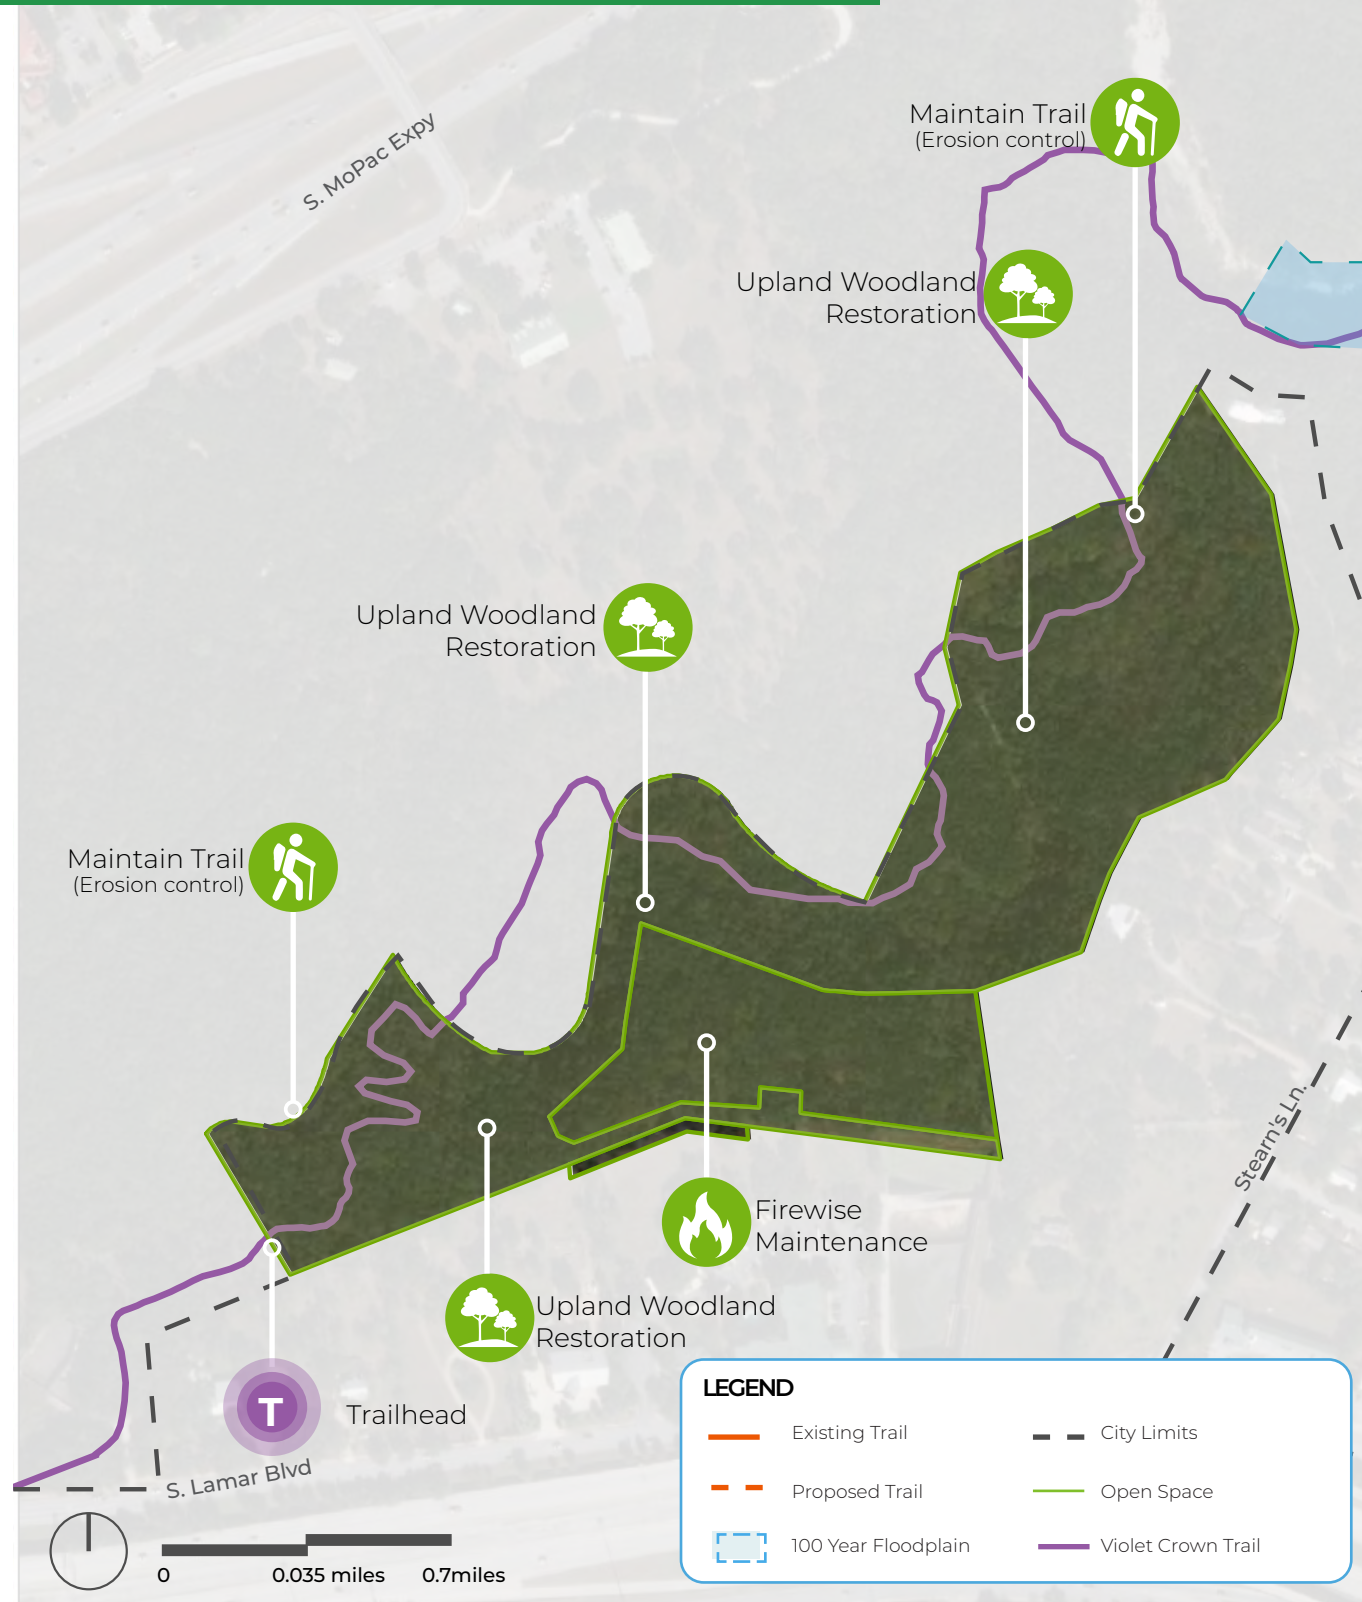 S. MoPac Expy
Maintain Trail
(Erosion control)
Upland Woodland
Restoration
Upland Woodland
Restoration
Maintain Trail
(Erosion control)
Stearn's Ln.
Firewise
Maintenance
Upland Woodland
Restoration
T
Trailhead
S. Lamar Blvd
LEGEND
Existing Trail
City Limits
Proposed Trail
Open Space
100 Year Floodplain
Violet Crown Trail
0
0.035 miles
0.7miles